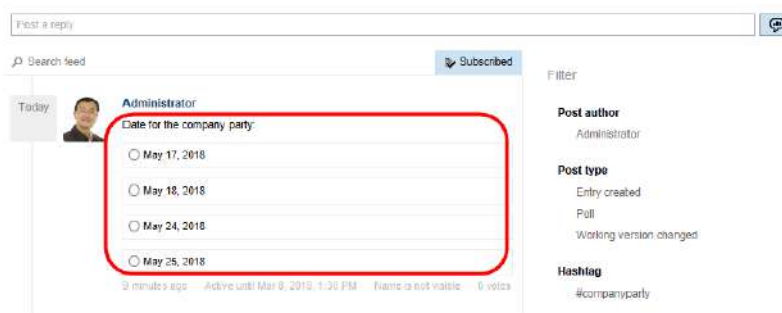 Post a reply
Search feed
Subscribed
Today
Administrator
Date for the company party:
May 17, 2018
May 18, 2018
May 24, 2018
May 25, 2018
9 minutes ago Active until Mar 8, 2018, 1:30 PM Name is not visible 0 votes
Filter
Post author
Administrator
Post type
Entry created
Poll
Working version changed
Hashtag
#companyparty